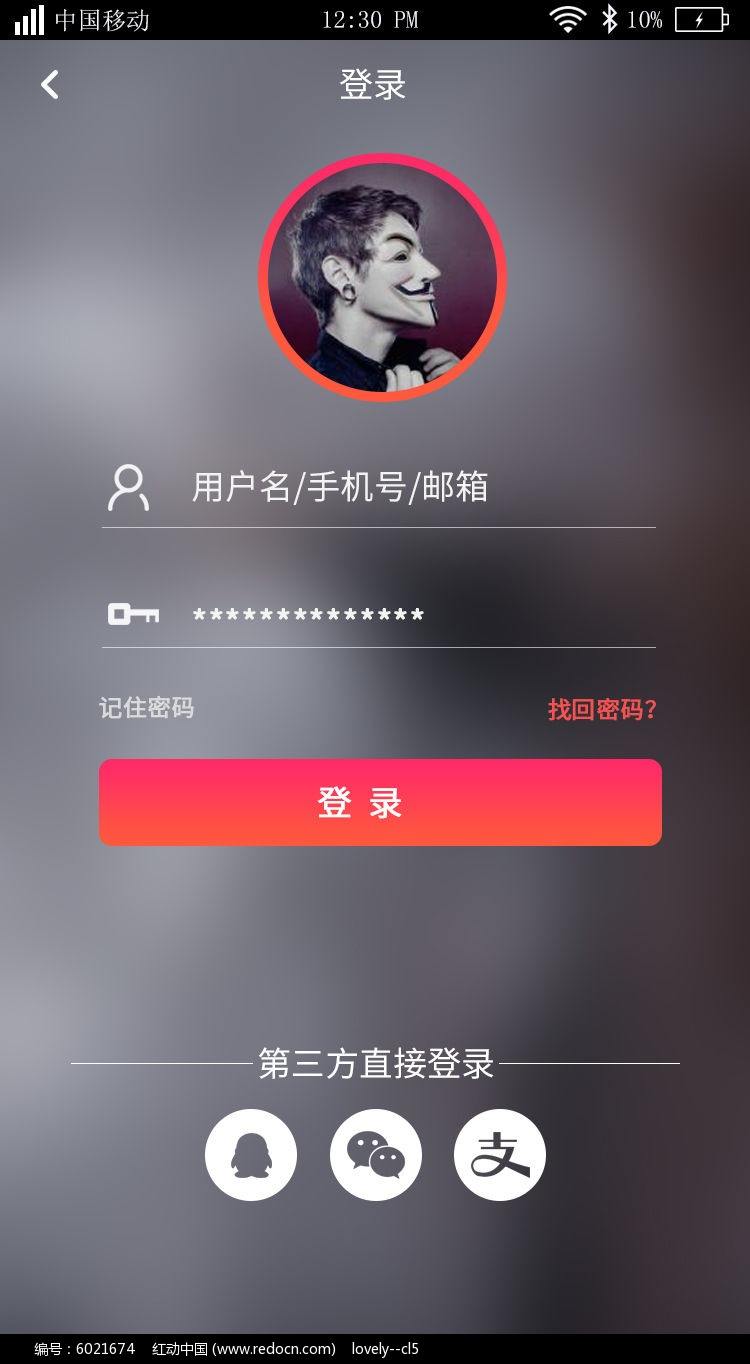 中国移动 12:30 PM 10%
登录
用户名/手机号/邮箱
**************
记住密码 找回密码?
登 录
第三方直接登录
支
编号:6021674 红动中国 (www.redocn.com) lovely--cl5